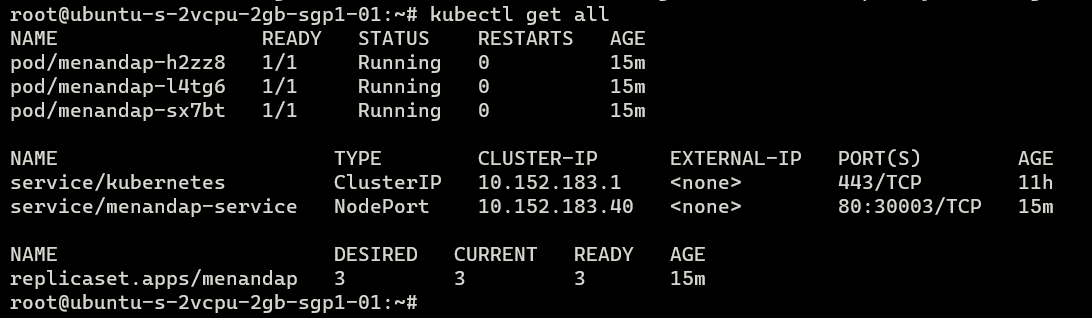 root@ubuntu-s-2vcpu-2gb-sgp1-01:~# kubectl get all
NAME READY STATUS RESTARTS AGE
pod/menandap-h2zz8 1/1 Running 0 15m
pod/menandap-l4tg6 1/1 Running 0 15m
pod/menandap-sx7bt 1/1 Running 0 15m
NAME TYPE CLUSTER-IP EXTERNAL-IP PORT(S) AGE
service/kubernetes ClusterIP 10.152.183.1 <none> 443/TCP 11h
service/menandap-service NodePort 10.152.183.40 <none> 80:30003/TCP 15m
NAME DESIRED CURRENT READY AGE
replicaset.apps/menandap 3 3 3 15m
root@ubuntu-s-2vcpu-2gb-sgp1-01:~#